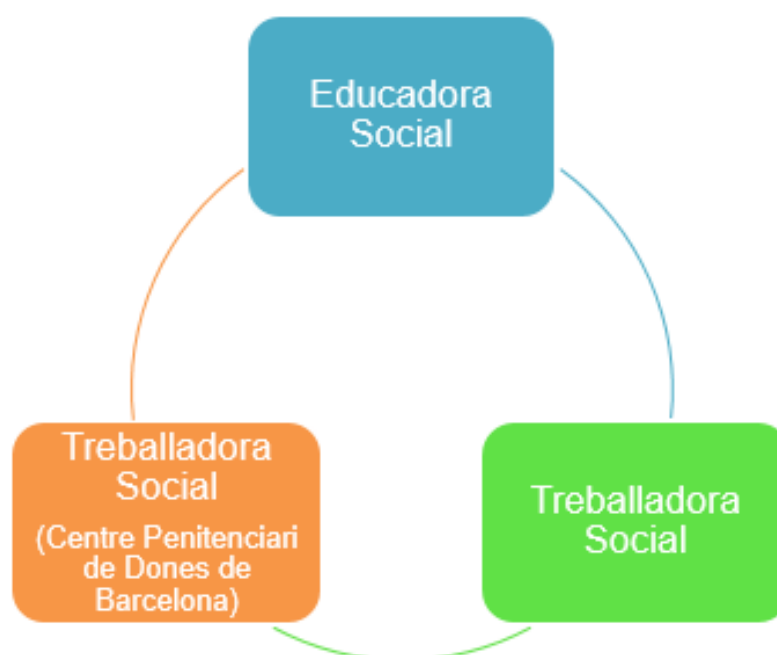 Educadora
Social
Treballadora
Social
(Centre Penitenciari
de Dones de
Barcelona)
Treballadora
Social